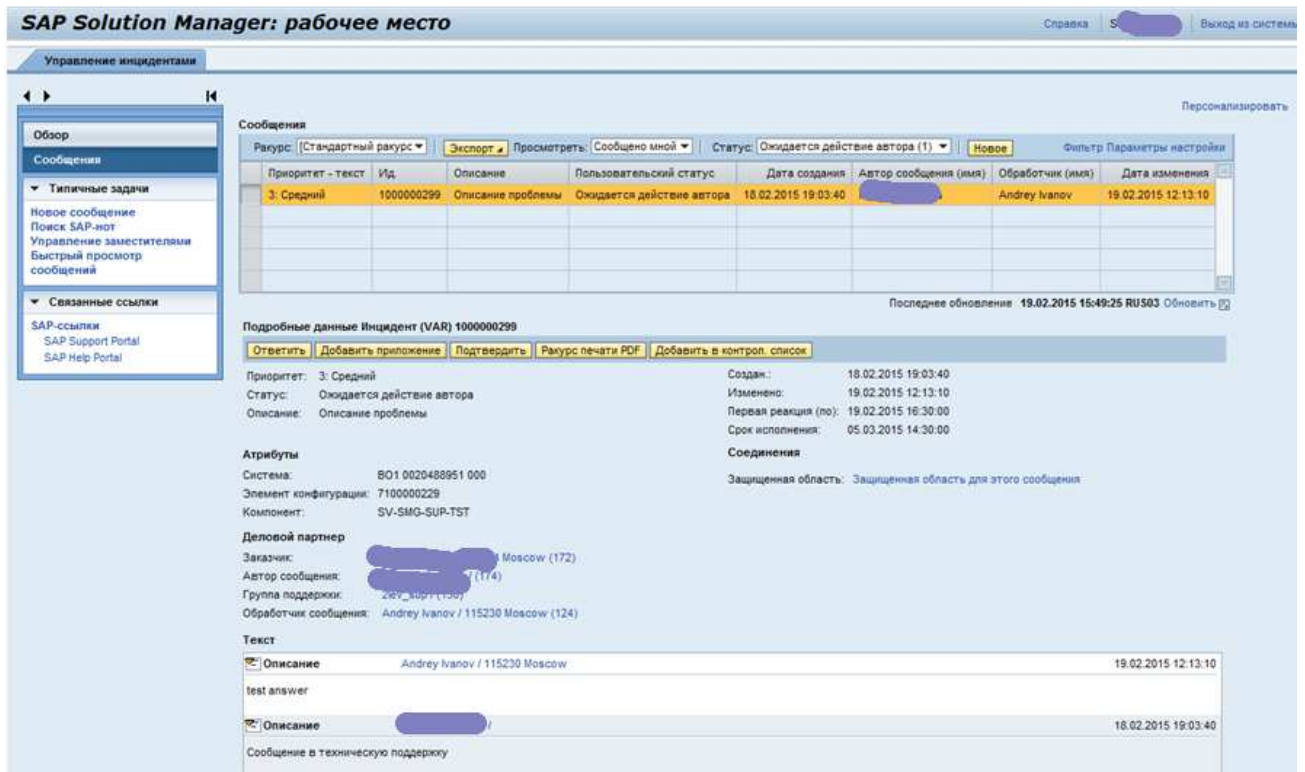 SAP Solution Manager: рабочее место
Справка S Выход из системы
Управление инцидентами
Персонализировать
Обзор
Сообщения
Типичные задачи
Новое сообщение
Поиск SAP-нот
Управление заместителями
Быстрый просмотр
сообщений
Связанные ссылки
SAP-ссылки
SAP Support Portal
SAP Help Portal
Сообщения
Ракурс: [Стандартный ракурс Экспорт Просмотреть: Сообщено мной Статус: Ожидается действие автора (1) Новое Фильтр Параметры настройки
Приоритет - текст Ид. Описание Пользовательский статус Дата создания Автор сообщения (имя) Обработчик (имя) Дата изменения
3: Средний 1000000299 Описание проблемы Ожидается действие автора 18.02.2015 19:03:40 Andrey Ivanov 19.02.2015 12:13:10
Последнее обновление 19.02.2015 15:49:25 RUS03 Обновить
Подробные данные Инцидент (VAR) 1000000299
Ответить Добавить приложение Подтвердить Ракурс печати PDF Добавить в контрол. список
Приоритет: 3: Средний
Статус: Ожидается действие автора
Описание: Описание проблемы
Создан.: 18.02.2015 19:03:40
Изменено: 19.02.2015 12:13:10
Первая реакция (по): 19.02.2015 16:30:00
Срок исполнения: 05.03.2015 14:30:00
Атрибуты
Система: BO1 0020488951 000
Элемент конфигурации: 7100000229
Компонент: SV-SMG-SUP-TST
Соединения
Защищенная область: Защищенная область для этого сообщения
Деловой партнер
Заказчик: Moscow (172)
Автор сообщения: / (174)
Группа поддержки:
Обработчик сообщения: Andrey Ivanov / 115230 Moscow (124)
Текст
Описание Andrey Ivanov / 115230 Moscow 19.02.2015 12:13:10
test answer
Описание / 18.02.2015 19:03:40
Сообщение в техническую поддержку